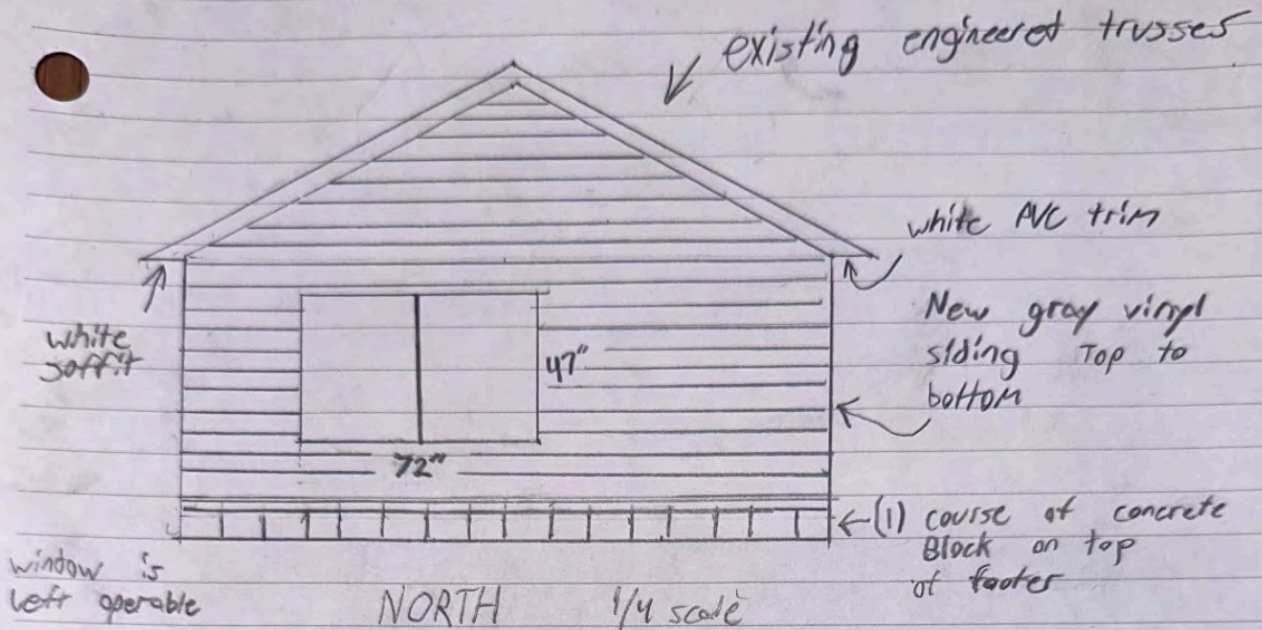 existing engineered trusses
white PVC trim
white
soffit
New gray vinyl
siding Top to
bottom
47"
72"
(1) course of concrete
Block on top
of footer
window is
left operable
NORTH 1/4 scale